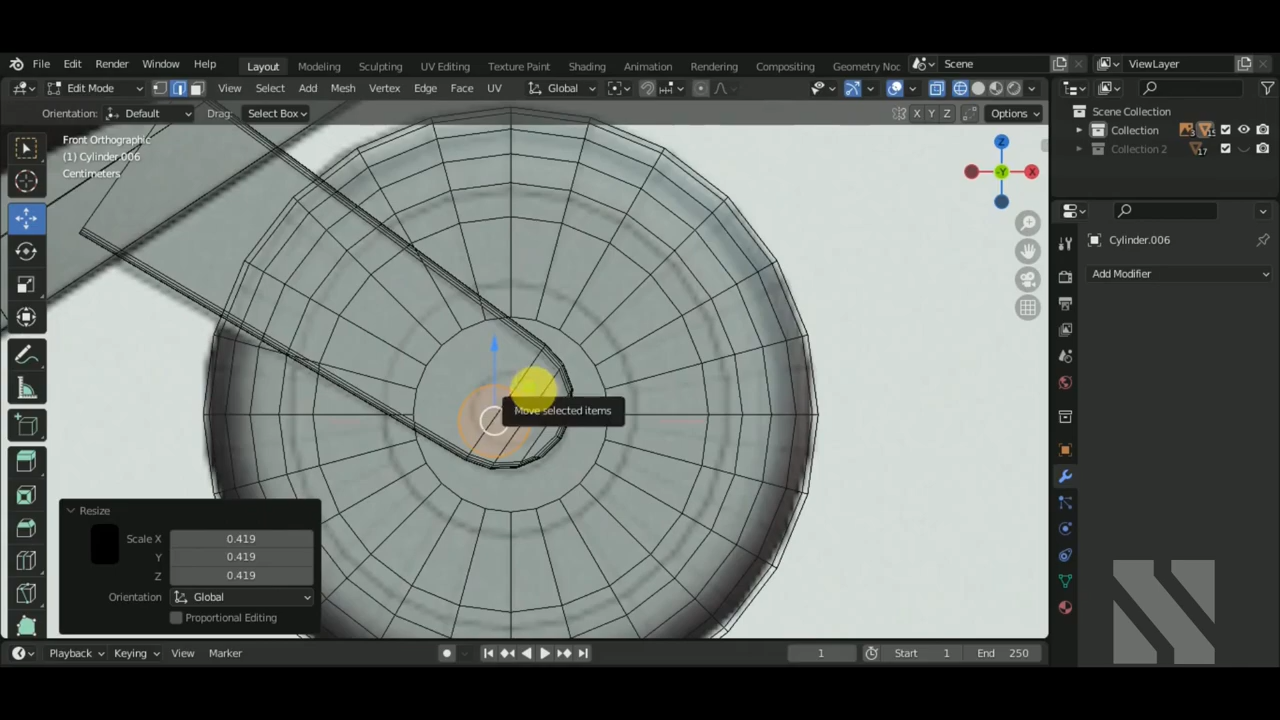 File Edit Render Window Help Layout Modeling Sculpting UV Editing Texture Paint Shading Animation Rendering Compositing Geometry Noc Scene ViewLayer
Edit Mode View Select Add Mesh Vertex Edge Face UV Global
Orientation: Default Drag: Select Box X Y Z Options
Front Orthographic
(1) Cylinder.006
Centimeters
Z
-Y
X
Move selected items
Resize
Scale X 0.419
Y 0.419
Z 0.419
Orientation Global
Proportional Editing
Scene Collection
Collection
Collection 2 17
Cylinder.006
Add Modifier
Playback Keying View Marker 1 Start 1 End 250